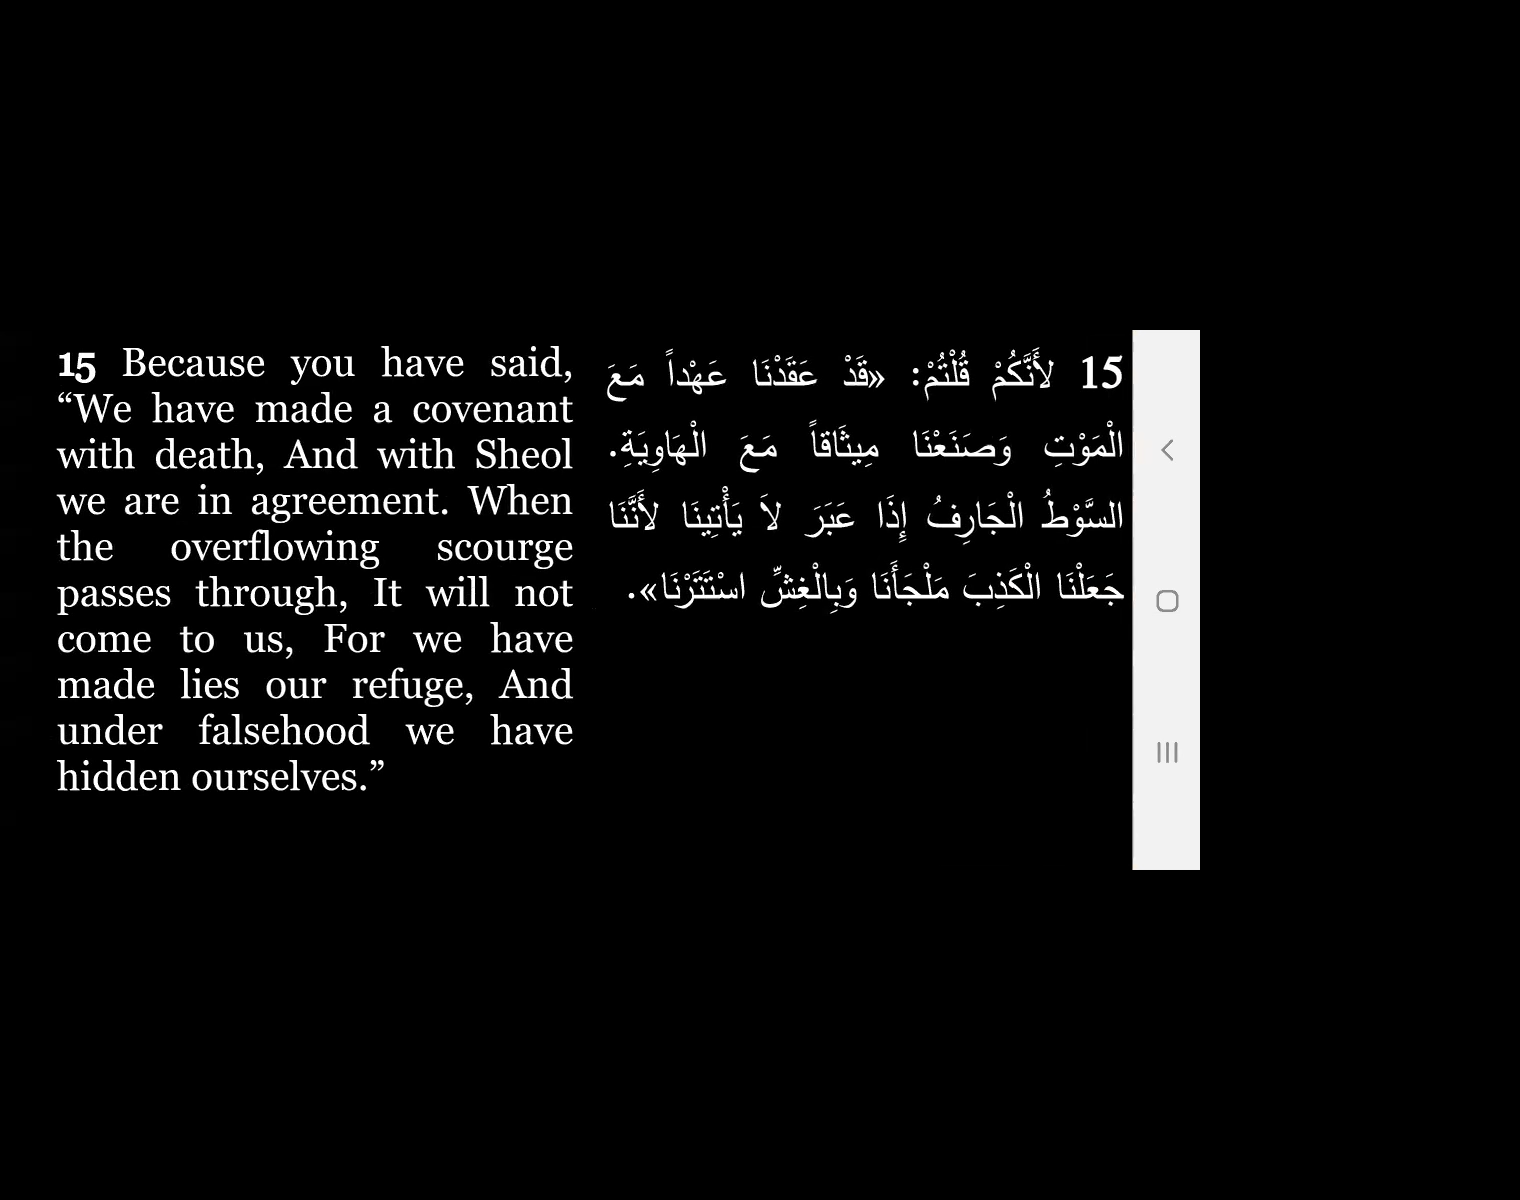 15 Because you have said,
“We have made a covenant
with death, And with Sheol
we are in agreement. When
the overflowing scourge
passes through, It will not
come to us, For we have
made lies our refuge, And
under falsehood we have
hidden ourselves.”
15 لأَنَّكُمْ قُلْتُمْ: «قَدْ عَقَدْنَا عَهْداً مَعَ
الْمَوْتِ وَصَنَعْنَا مِيثَاقاً مَعَ الْهَاوِيَةِ.
السَّوْطُ الْجَارِفُ إِذَا عَبَرَ لاَ يَأْتِينَا لأَنَّنَا
جَعَلْنَا الْكَذِبَ مَلْجَأَنَا وَبِالْغِشِّ اسْتَتَرْنَا».